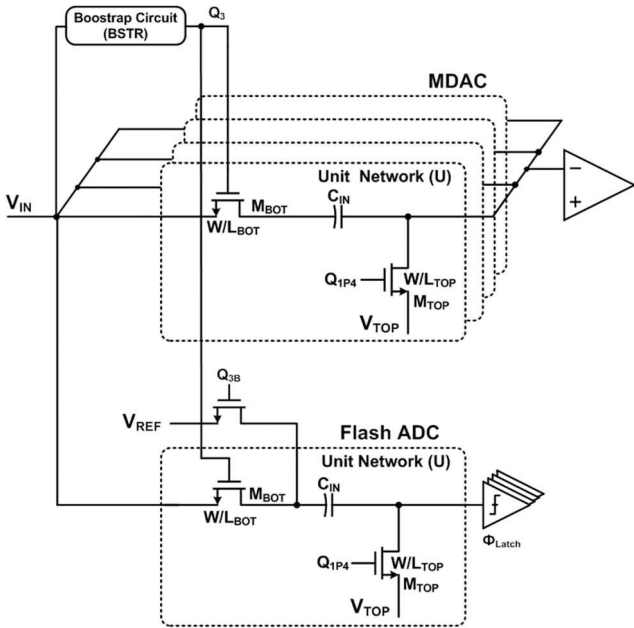 Boostrap Circuit
(BSTR)
Q3
MDAC
Unit Network (U)
CIN
VIN
MBOT
W/LBOT
Q1P4
W/LTOP
MTOP
VTOP
−
+
Q3B
VREF
Flash ADC
Unit Network (U)
CIN
MBOT
W/LBOT
ΦLatch
Q1P4
W/LTOP
MTOP
VTOP